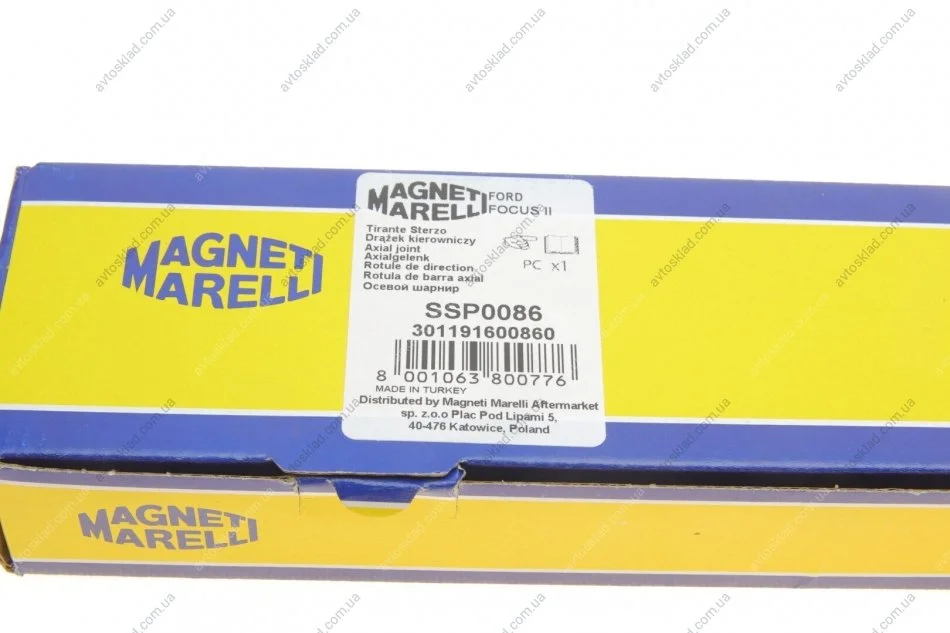 MAGNETI
MARELLI
FORD
FOCUS II
Tirante Sterzo
Drążek kierowniczy
Axial joint
Axialgelenk
Rotule de direction
Rotula de barra axial
Осевой шарнир
PC x1
SSP0086
301191600860
8 001063 800776
MADE IN TURKEY
Distributed by Magneti Marelli Aftermarket
sp. z.o.o Plac Pod Lipami 5,
40-476 Katowice, Poland
MAGNETI
MARELLI
MAGNETI
MARELLI
avtosklad.com.ua